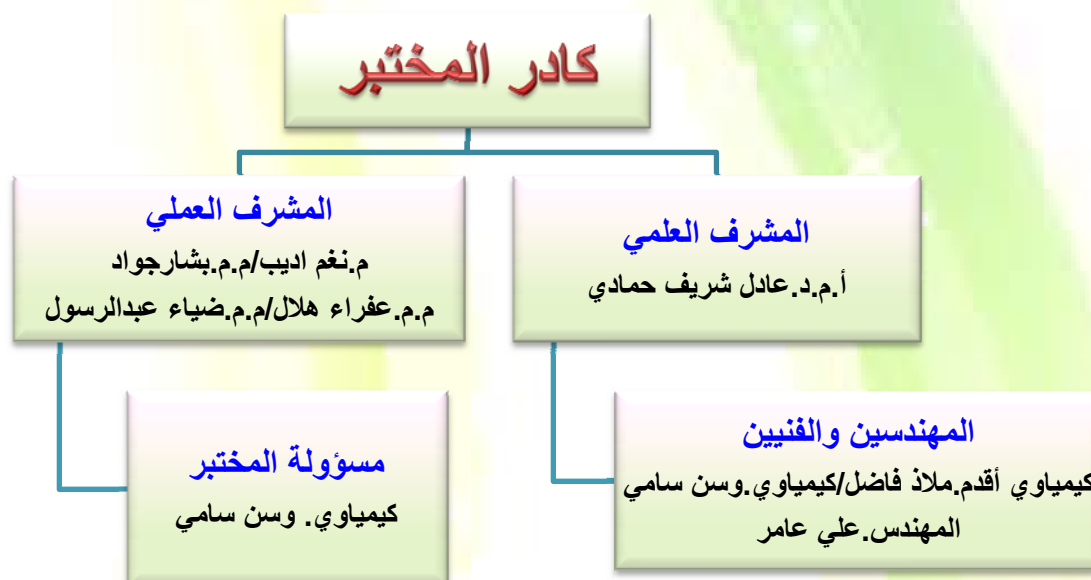 كادر المختبر
المشرف العلمي
أ.م.د.عادل شريف حمادي
المشرف العملي
م.نغم اديب/م.م.بشارجواد
م.م.عفراء هلال/م.م.ضياء عبدالرسول
المهندسين والفنيين
كيمياوي أقدم.ملاذ فاضل/كيمياوي.وسن سامي
المهندس.علي عامر
مسؤولة المختبر
كيمياوي. وسن سامي